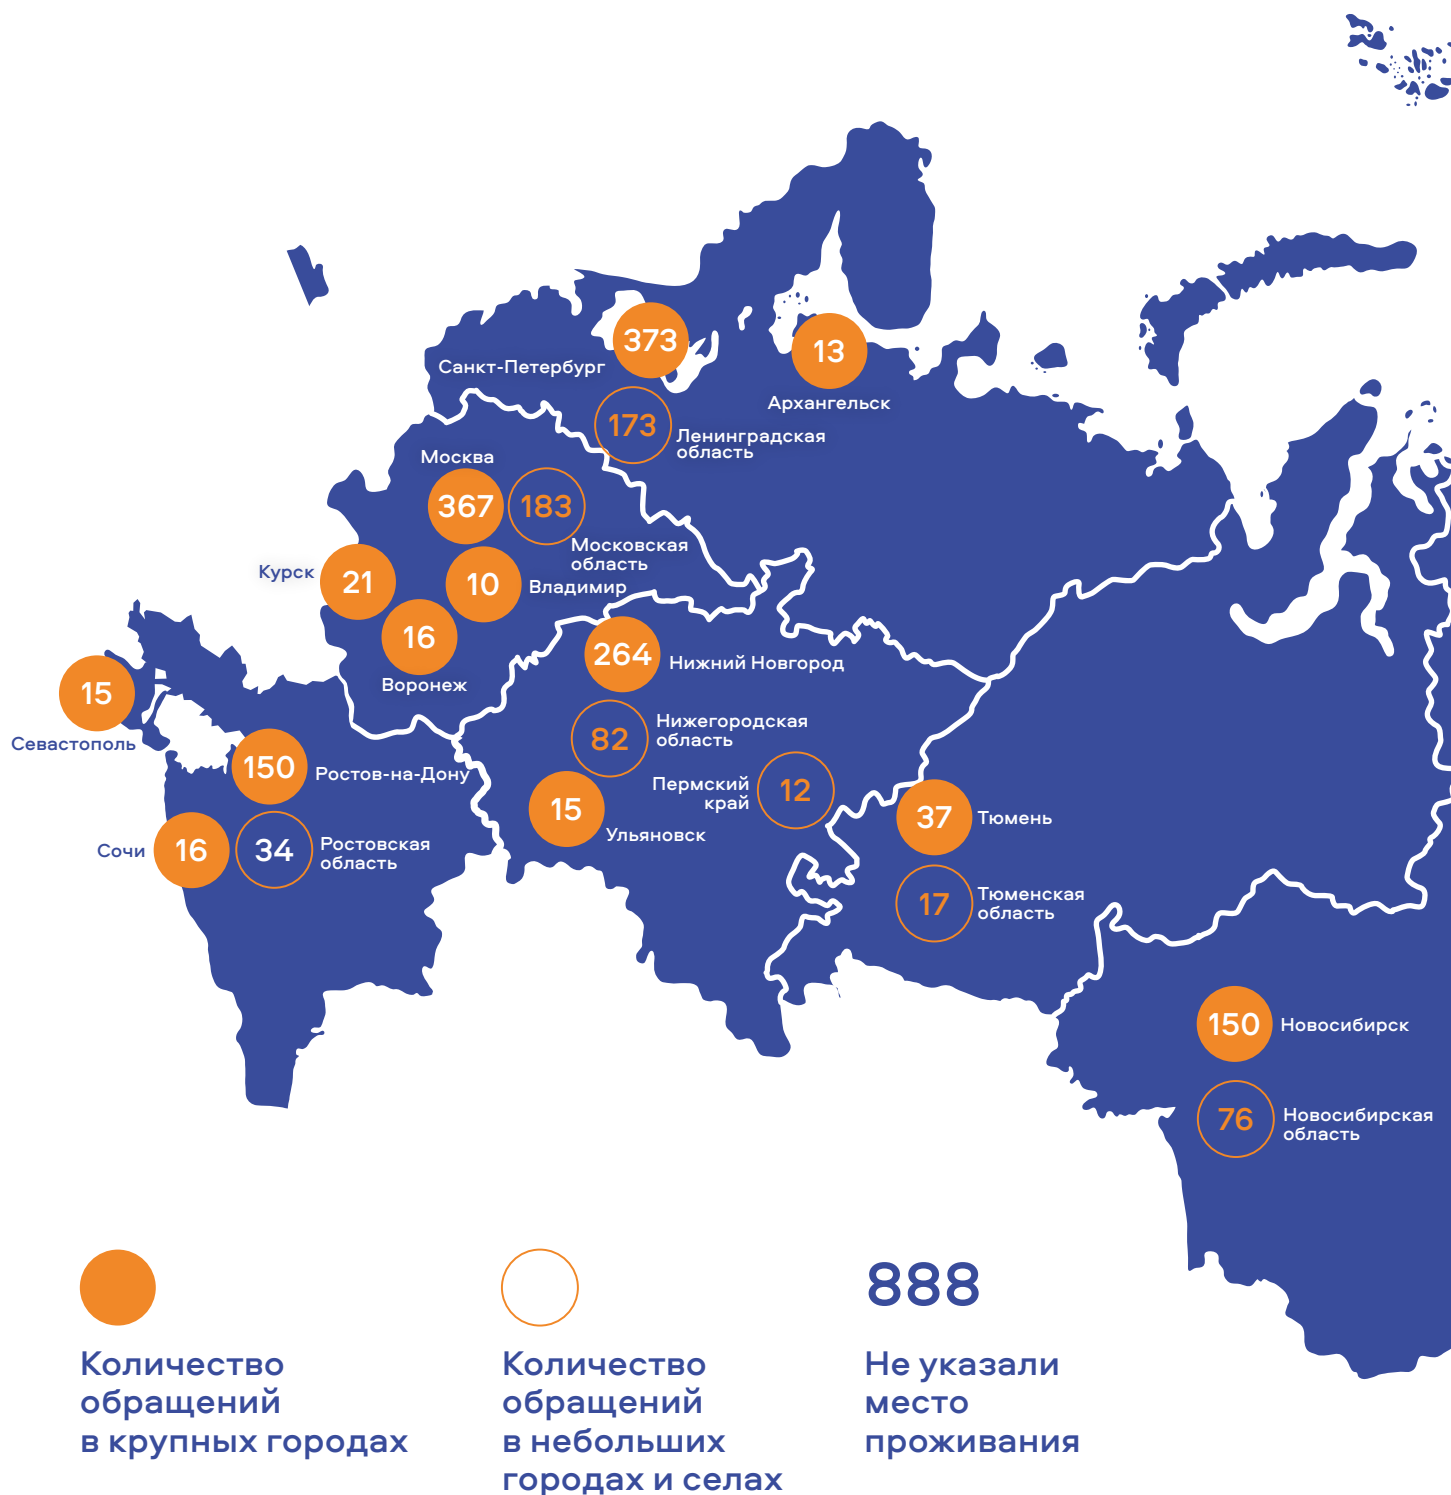 373
Санкт-Петербург
13
Архангельск
173
Ленинградская
область
Москва
367
183
Московская
область
Курск
21
10
Владимир
16
Воронеж
264
Нижний Новгород
15
Севастополь
82
Нижегородская
область
150
Ростов-на-Дону
Пермский
край
12
15
Ульяновск
37
Тюмень
Сочи
16
34
Ростовская
область
17
Тюменская
область
150
Новосибирск
76
Новосибирская
область
Количество
обращений
в крупных городах
Количество
обращений
в небольших
городах и селах
888
Не указали
место
проживания